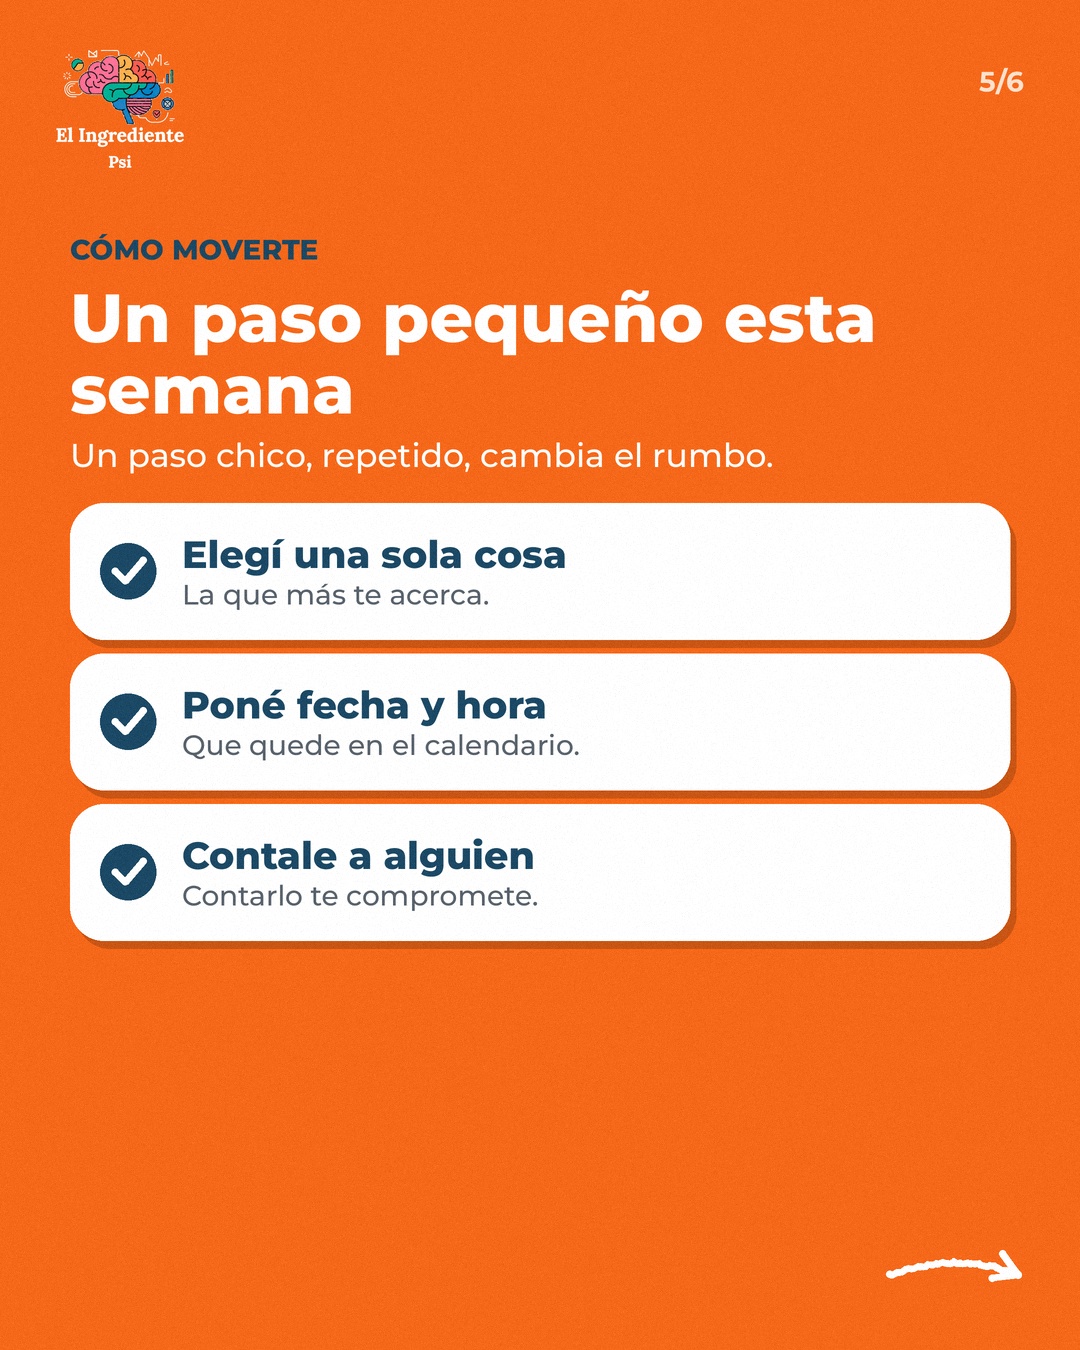 El Ingrediente
Psi
5/6
CÓMO MOVERTE
Un paso pequeño esta
semana
Un paso chico, repetido, cambia el rumbo.
Elegí una sola cosa
La que más te acerca.
Poné fecha y hora
Que quede en el calendario.
Contale a alguien
Contarlo te compromete.